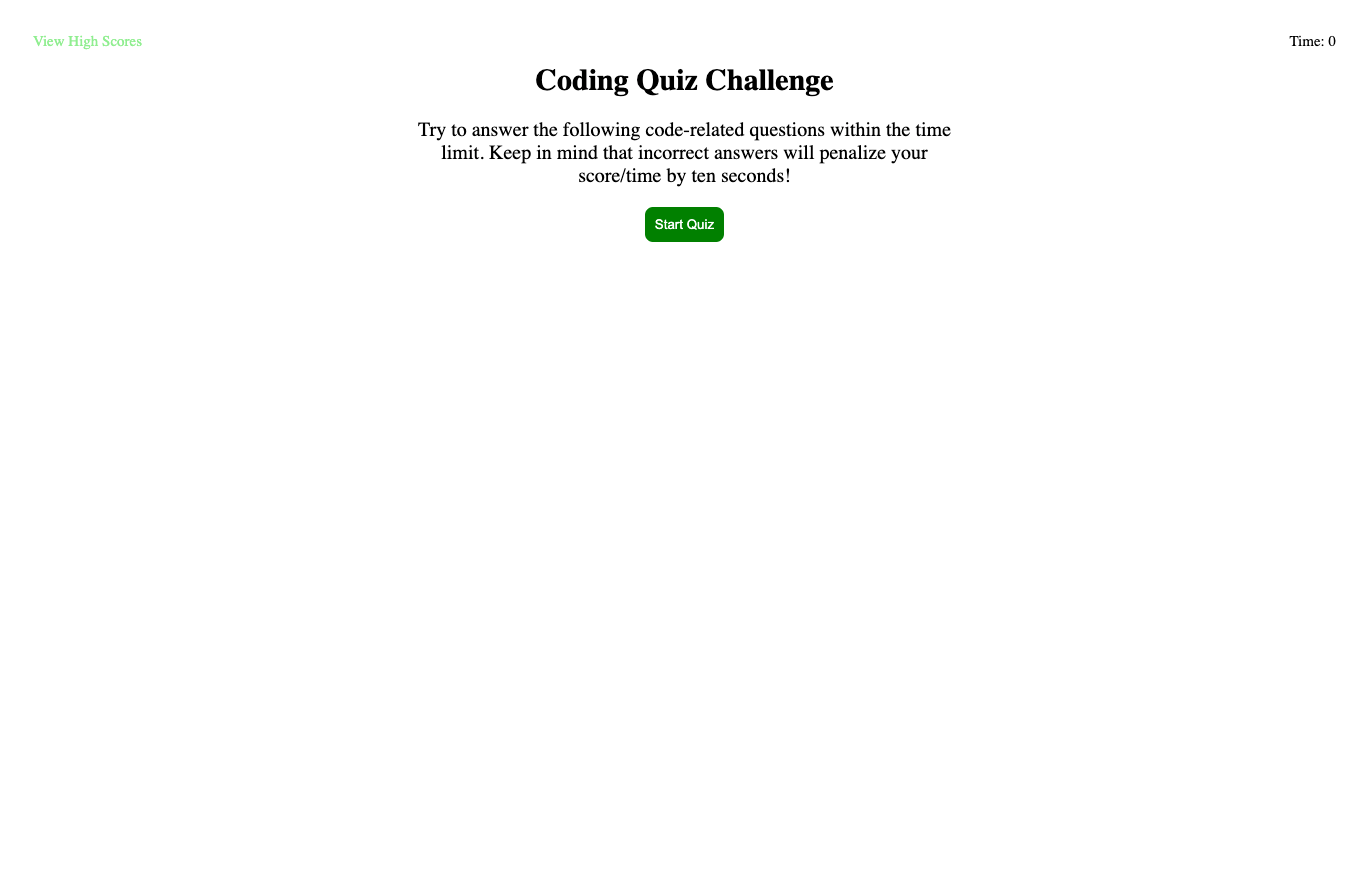 View High Scores
Time: 0
Coding Quiz Challenge
Try to answer the following code-related questions within the time
limit. Keep in mind that incorrect answers will penalize your
score/time by ten seconds!
Start Quiz